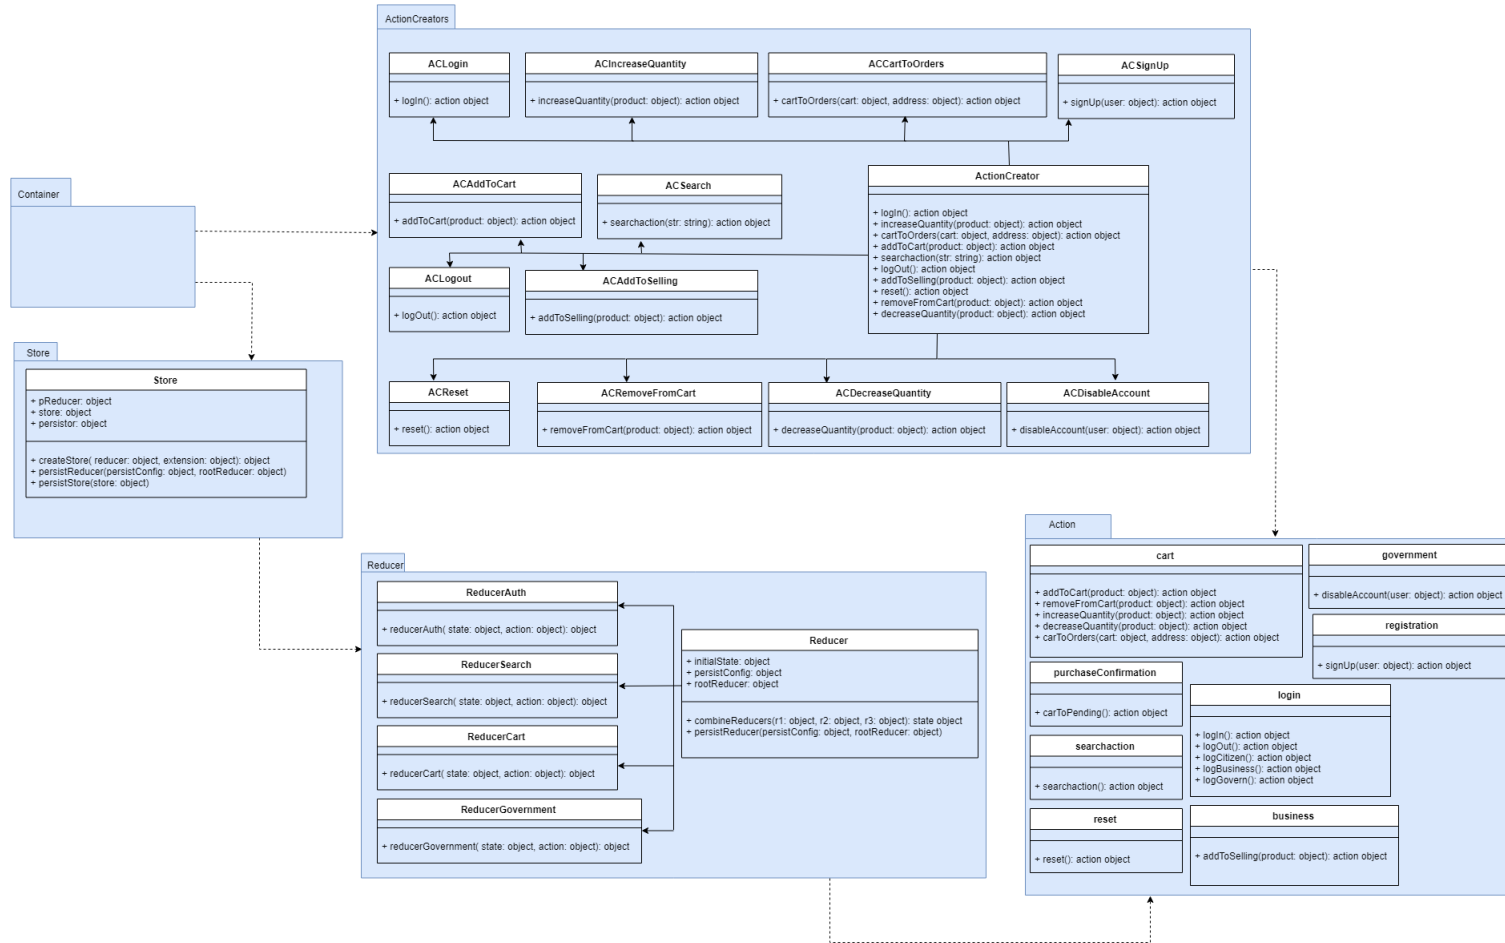 ActionCreators
ACLogin
+ logIn(): action object
ACIncreaseQuantity
+ increaseQuantity(product: object): action object
ACCartToOrders
+ cartToOrders(cart: object, address: object): action object
ACSignUp
+ signUp(user: object): action object
ACAddToCart
+ addToCart(product: object): action object
ACSearch
+ searchaction(str: string): action object
ActionCreator
+ logIn(): action object
+ increaseQuantity(product: object): action object
+ cartToOrders(cart: object, address: object): action object
+ addToCart(product: object): action object
+ searchaction(str: string): action object
+ logOut(): action object
+ addToSelling(product: object): action object
+ reset(): action object
+ removeFromCart(product: object): action object
+ decreaseQuantity(product: object): action object
ACLogout
+ logOut(): action object
ACAddToSelling
+ addToSelling(product: object): action object
ACReset
+ reset(): action object
ACRemoveFromCart
+ removeFromCart(product: object): action object
ACDecreaseQuantity
+ decreaseQuantity(product: object): action object
ACDisableAccount
+ disableAccount(user: object): action object
Container
Store
Store
+ pReducer: object
+ store: object
+ persistor: object
+ createStore( reducer: object, extension: object): object
+ persistReducer(persistConfig: object, rootReducer: object)
+ persistStore(store: object)
Reducer
ReducerAuth
+ reducerAuth( state: object, action: object): object
ReducerSearch
+ reducerSearch( state: object, action: object): object
ReducerCart
+ reducerCart( state: object, action: object): object
ReducerGovernment
+ reducerGovernment( state: object, action: object): object
Reducer
+ initialState: object
+ persistConfig: object
+ rootReducer: object
+ combineReducers(r1: object, r2: object, r3: object): state object
+ persistReducer(persistConfig: object, rootReducer: object)
Action
cart
+ addToCart(product: object): action object
+ removeFromCart(product: object): action object
+ increaseQuantity(product: object): action object
+ decreaseQuantity(product: object): action object
+ carToOrders(cart: object, address: object): action object
government
+ disableAccount(user: object): action object
registration
+ signUp(user: object): action object
purchaseConfirmation
+ carToPending(): action object
login
+ logIn(): action object
+ logOut(): action object
+ logCitizen(): action object
+ logBusiness(): action object
+ logGovern(): action object
searchaction
+ searchaction(): action object
reset
+ reset(): action object
business
+ addToSelling(product: object): action object